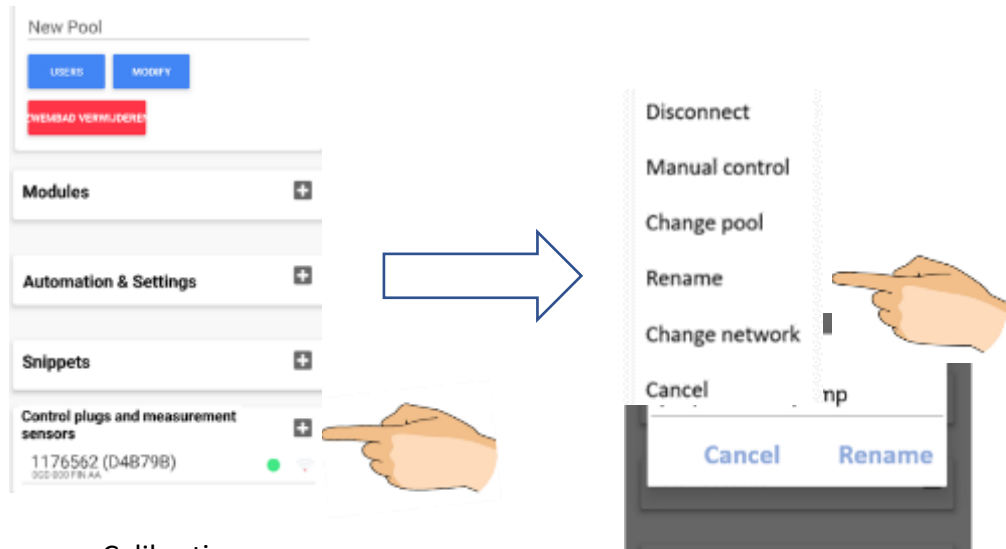 New Pool
USERS MODIFY
ZWEMBAD VERWIJDEREN
Modules
Automation & Settings
Snippets
Control plugs and measurement
sensors
1176562 (D4B79B)
Disconnect
Manual control
Change pool
Rename
Change network
Cancel
mp
Cancel Rename